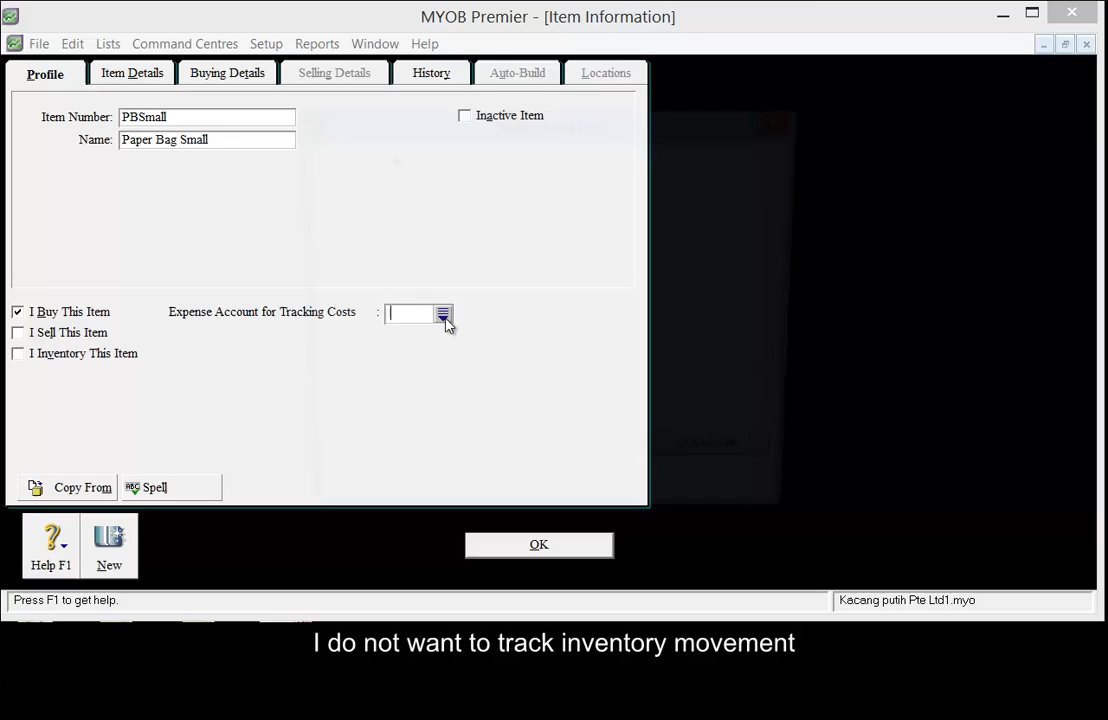 MYOB Premier - [Item Information]
File Edit Lists Command Centres Setup Reports Window Help
Profile Item Details Buying Details Selling Details History Auto-Build Locations
Item Number: PBSmall
Inactive Item
Name: Paper Bag Small
I Buy This Item
Expense Account for Tracking Costs :
I Sell This Item
I Inventory This Item
Copy From
ABC Spell
Help F1
New
OK
Press F1 to get help.
Kacang putih Pte Ltd1.myo
I do not want to track inventory movement